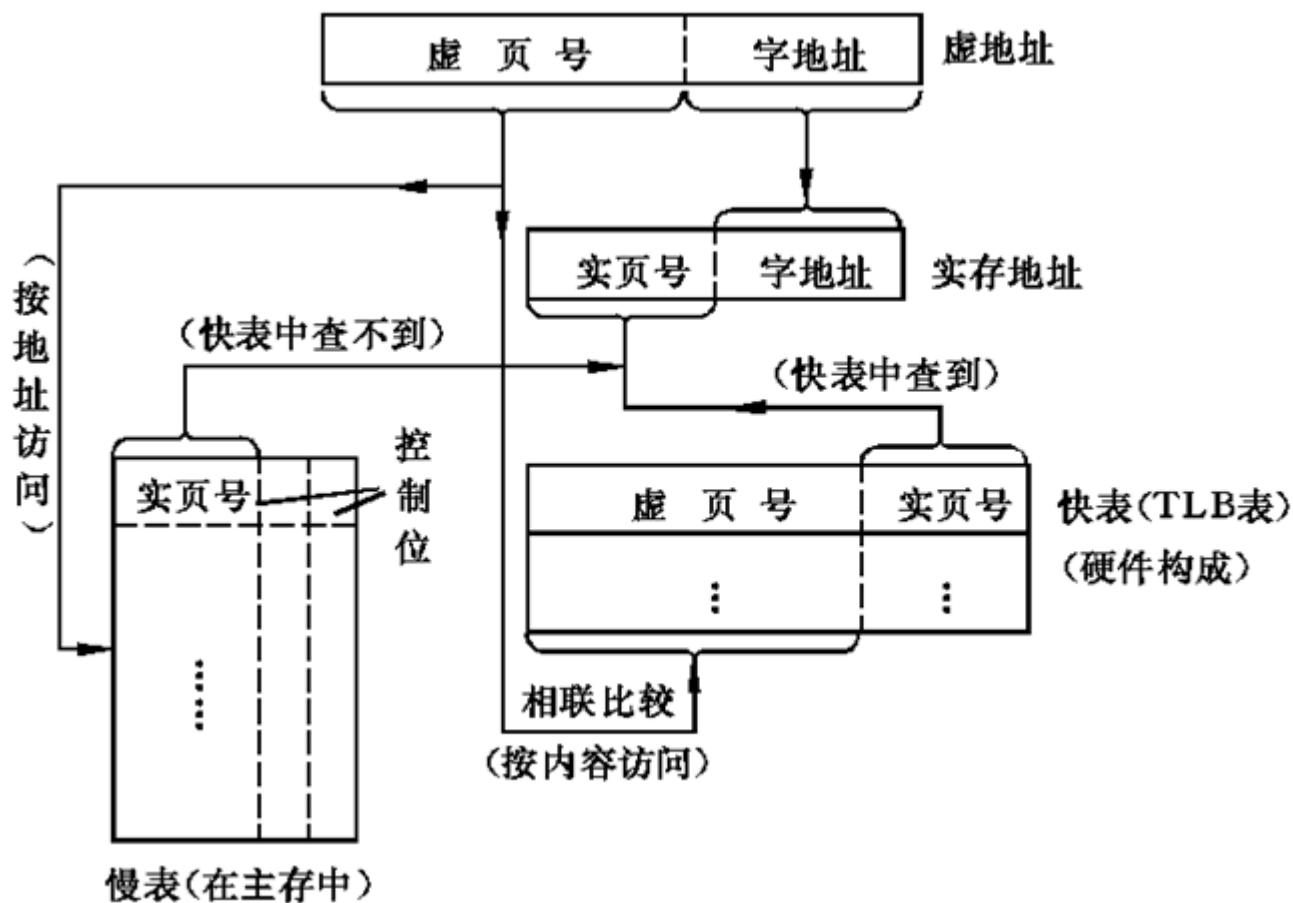 虚页号 字地址 虚地址
实页号 字地址 实存地址
(按地址访问)
(快表中查不到)
(快表中查到)
控制位
实页号
虚页号 实页号 快表(TLB表)
(硬件构成)
⋮ ⋮
……
相联比较
(按内容访问)
慢表(在主存中)